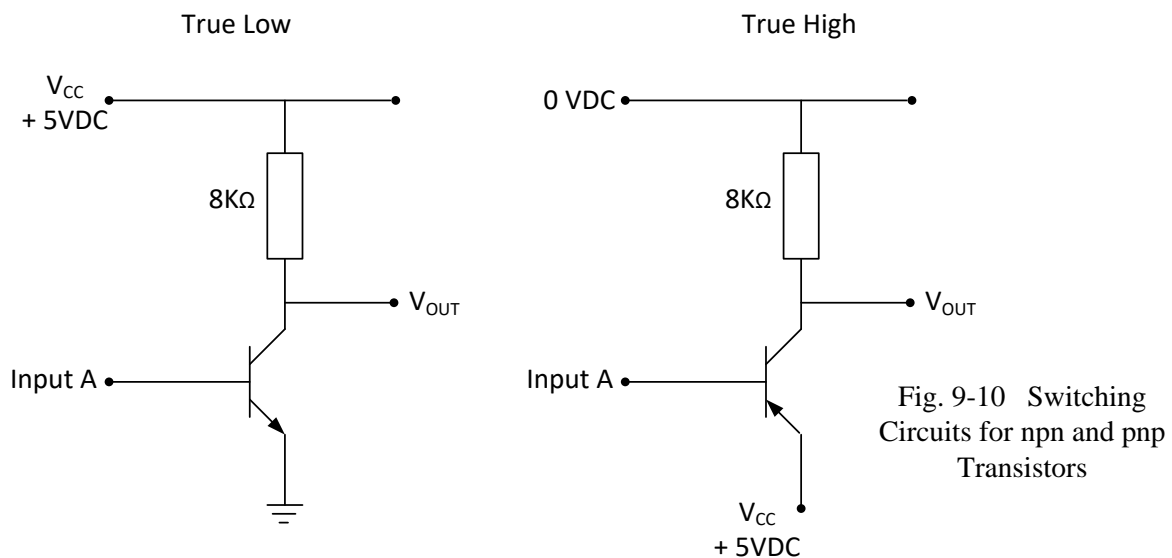 True Low
V_CC
+ 5VDC
8KΩ
V_OUT
Input A
True High
0 VDC
8KΩ
V_OUT
Input A
V_CC
+ 5VDC
Fig. 9-10 Switching
Circuits for npn and pnp
Transistors